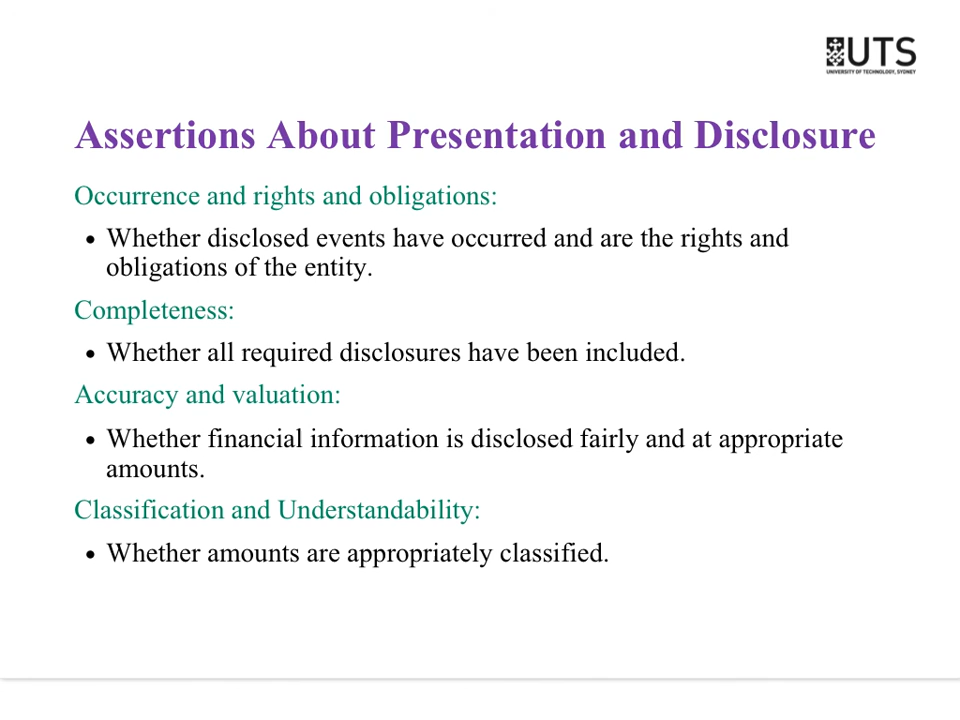 UTS
UNIVERSITY OF TECHNOLOGY, SYDNEY
Assertions About Presentation and Disclosure
Occurrence and rights and obligations:
• Whether disclosed events have occurred and are the rights and
obligations of the entity.
Completeness:
• Whether all required disclosures have been included.
Accuracy and valuation:
• Whether financial information is disclosed fairly and at appropriate
amounts.
Classification and Understandability:
• Whether amounts are appropriately classified.